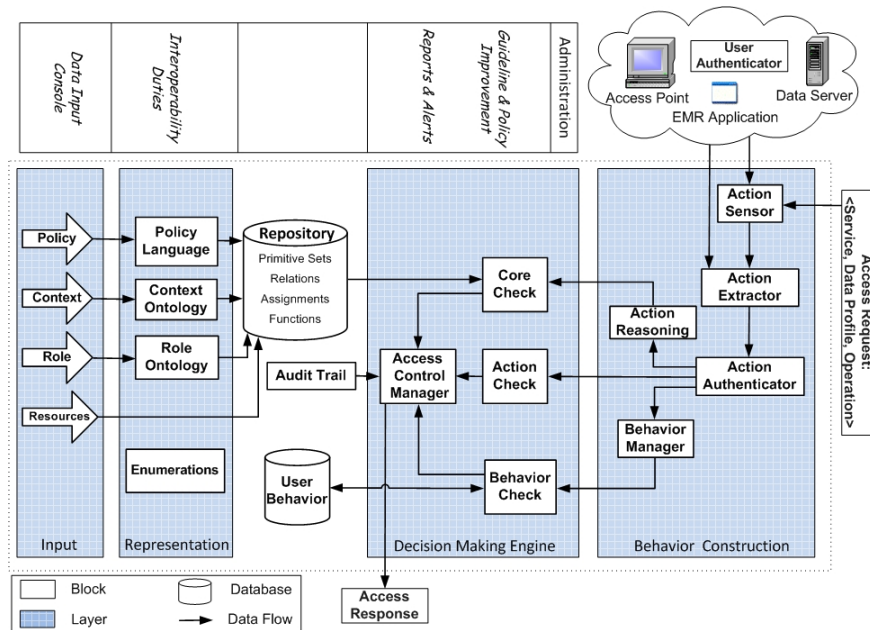 Data Input
Console
Interoperability
Duties
Reports & Alerts
Guideline & Policy
Improvement
Administration
User
Authenticator
Access Point
Data Server
EMR Application
Policy
Context
Role
Resources
Input
Policy
Language
Context
Ontology
Role
Ontology
Enumerations
Representation
Repository
Primitive Sets
Relations
Assignments
Functions
Audit Trail
User
Behavior
Core
Check
Access
Control
Manager
Action
Check
Behavior
Check
Decision Making Engine
Action
Sensor
Action
Extractor
Action
Reasoning
Action
Authenticator
Behavior
Manager
Behavior Construction
Access Request:
<Service, Data Profile, Operation>
Access
Response
Block
Database
Layer
Data Flow